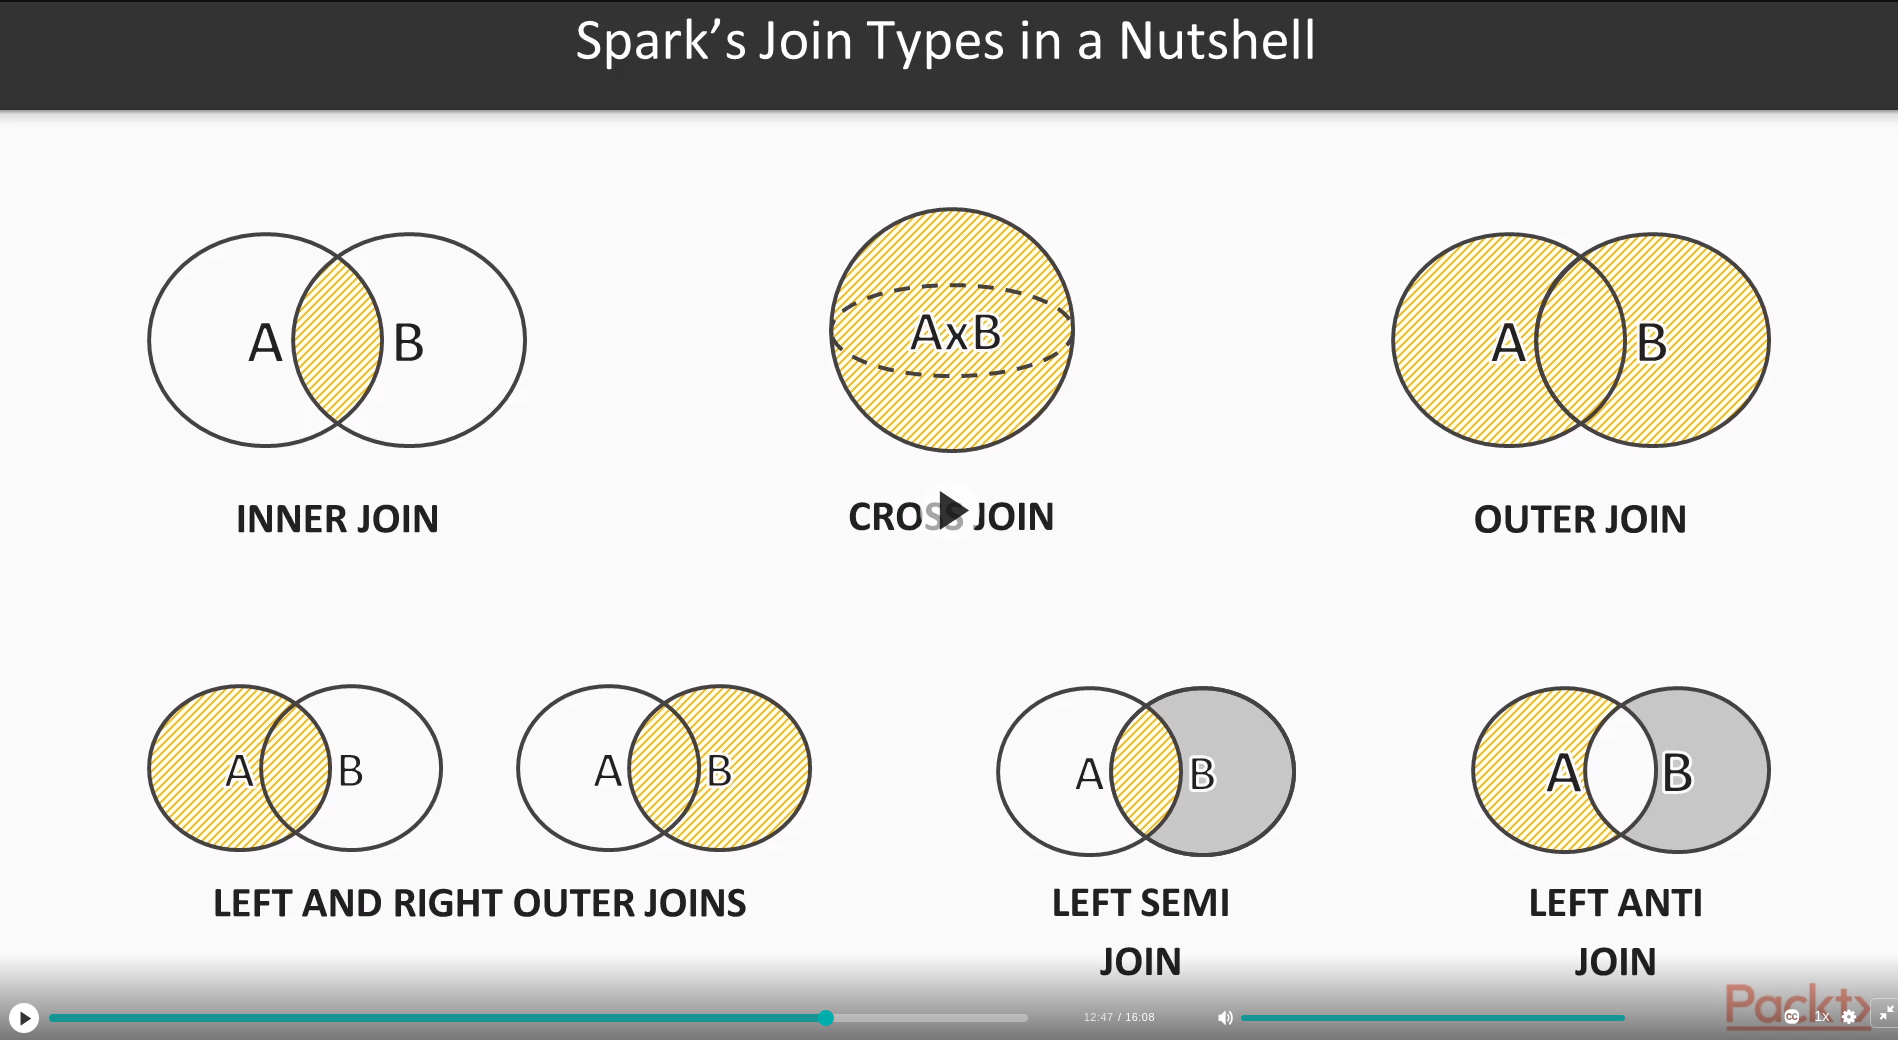 Spark’s Join Types in a Nutshell
A B
AxB
A B
INNER JOIN
CROSS JOIN
OUTER JOIN
A B
A B
A B
A B
LEFT AND RIGHT OUTER JOINS
LEFT SEMI
JOIN
LEFT ANTI
JOIN
Packt
12:47 / 16:08
CC
1x